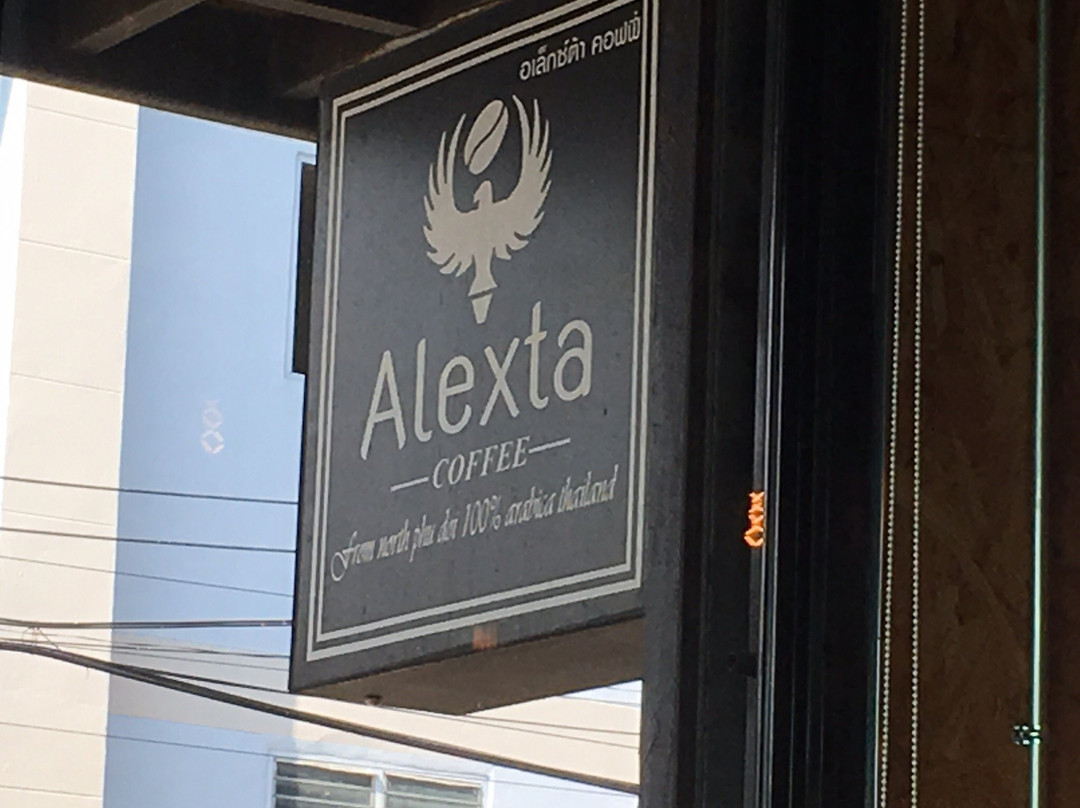 อเล็กซ์ต้า คอฟฟี่
Alexta
COFFEE
From north phu doi 100% arabica thailand